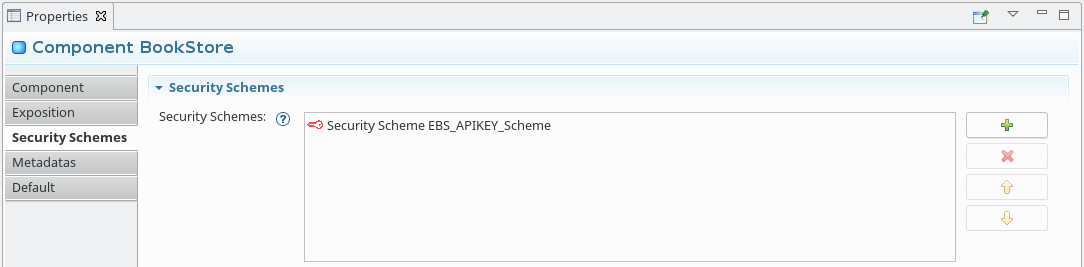 Properties
Component BookStore
Component
Exposition
Security Schemes
Metadatas
Default
Security Schemes
Security Schemes: ?
Security Scheme EBS_APIKEY_Scheme